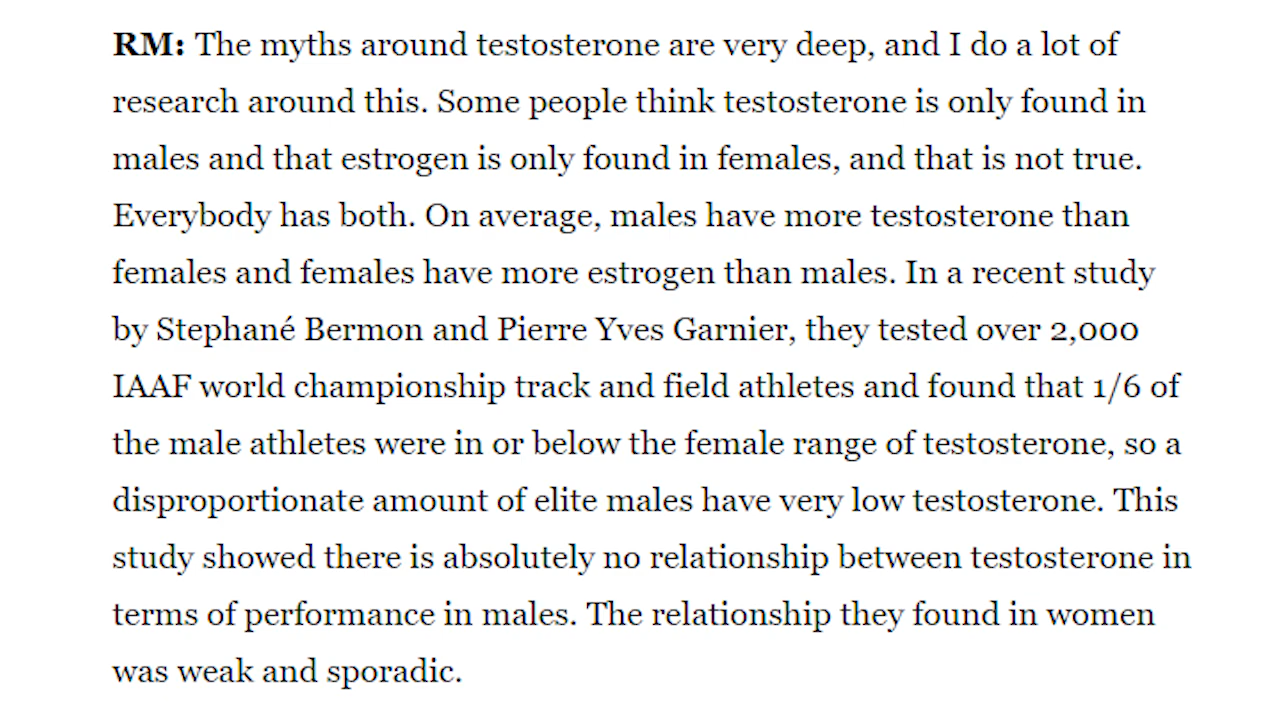 RM: The myths around testosterone are very deep, and I do a lot of
research around this. Some people think testosterone is only found in
males and that estrogen is only found in females, and that is not true.
Everybody has both. On average, males have more testosterone than
females and females have more estrogen than males. In a recent study
by Stephané Bermon and Pierre Yves Garnier, they tested over 2,000
IAAF world championship track and field athletes and found that 1/6 of
the male athletes were in or below the female range of testosterone, so a
disproportionate amount of elite males have very low testosterone. This
study showed there is absolutely no relationship between testosterone in
terms of performance in males. The relationship they found in women
was weak and sporadic.